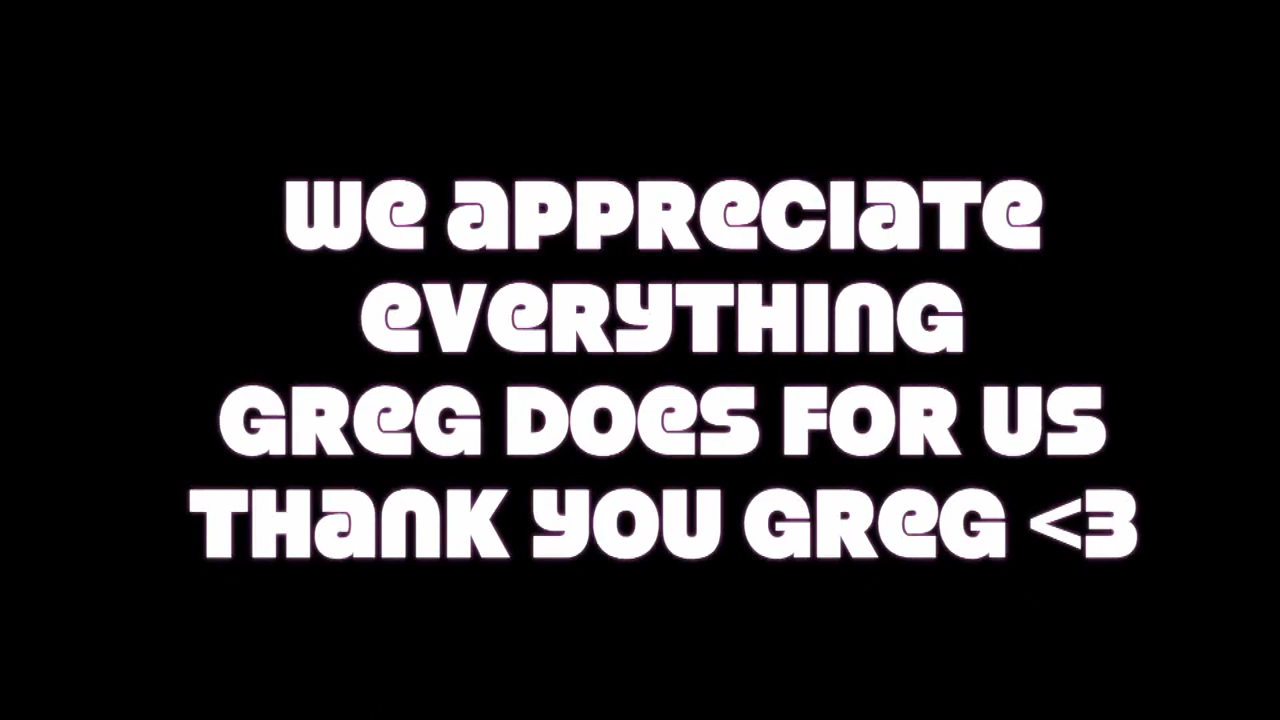 We appreciate
everything
Greg does for us
Thank you Greg <3